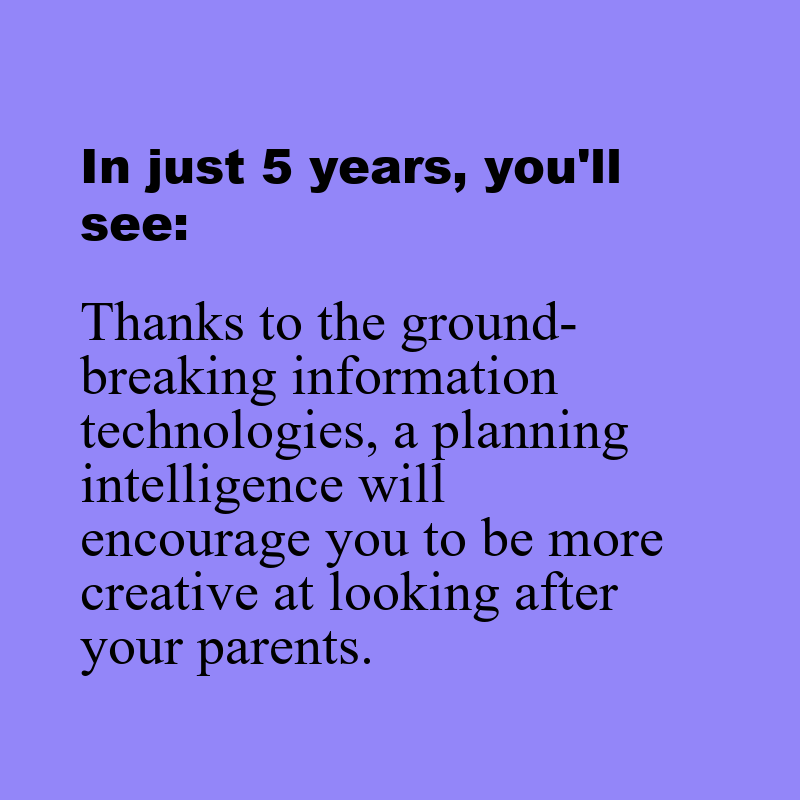 In just 5 years, you'll
see:
Thanks to the ground-
breaking information
technologies, a planning
intelligence will
encourage you to be more
creative at looking after
your parents.